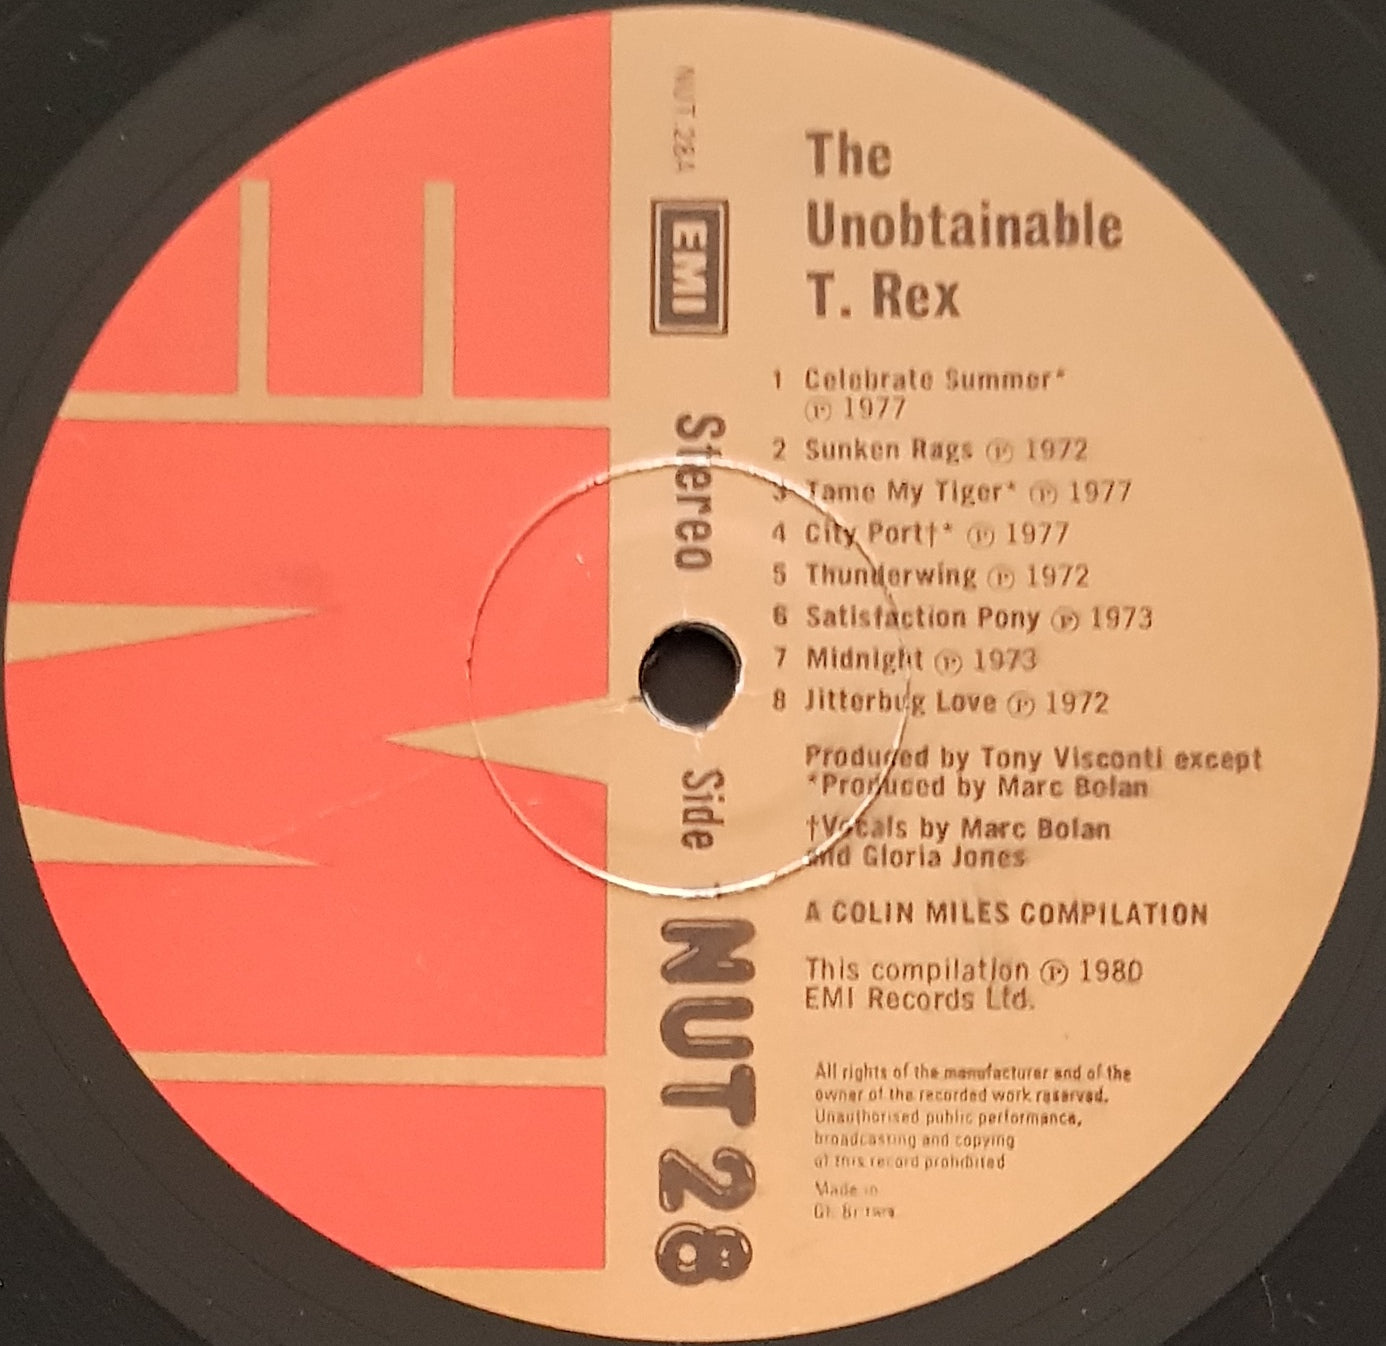 The
Unobtainable
T. Rex
1 Celebrate Summer*
Ⓟ 1977
2 Sunken Rags Ⓟ 1972
3 Tame My Tiger* Ⓟ 1977
4 City Port†* Ⓟ 1977
5 Thunderwing Ⓟ 1972
6 Satisfaction Pony Ⓟ 1973
7 Midnight Ⓟ 1973
8 Jitterbug Love Ⓟ 1972
Produced by Tony Visconti except
*Produced by Marc Bolan
†Vocals by Marc Bolan
and Gloria Jones
A COLIN MILES COMPILATION
This compilation Ⓟ 1980
EMI Records Ltd.
All rights of the manufacturer and of the
owner of the recorded work reserved.
Unauthorised public performance,
broadcasting and copying
of this record prohibited
Made in
Gt. Britain
NUT 28A
EMI
Stereo
Side
NUT 28